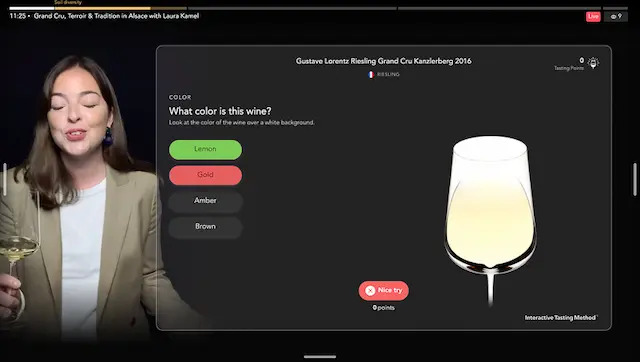 Soil diversity
11:25 • Grand Cru, Terroir & Tradition in Alsace with Laura Kamel
Live
9
Gustave Lorentz Riesling Grand Cru Kanzlerberg 2016
RIESLING
0
Tasting Points
COLOR
What color is this wine?
Look at the color of the wine over a white background.
Lemon
Gold
Amber
Brown
Nice try
0 points
Interactive Tasting Method™